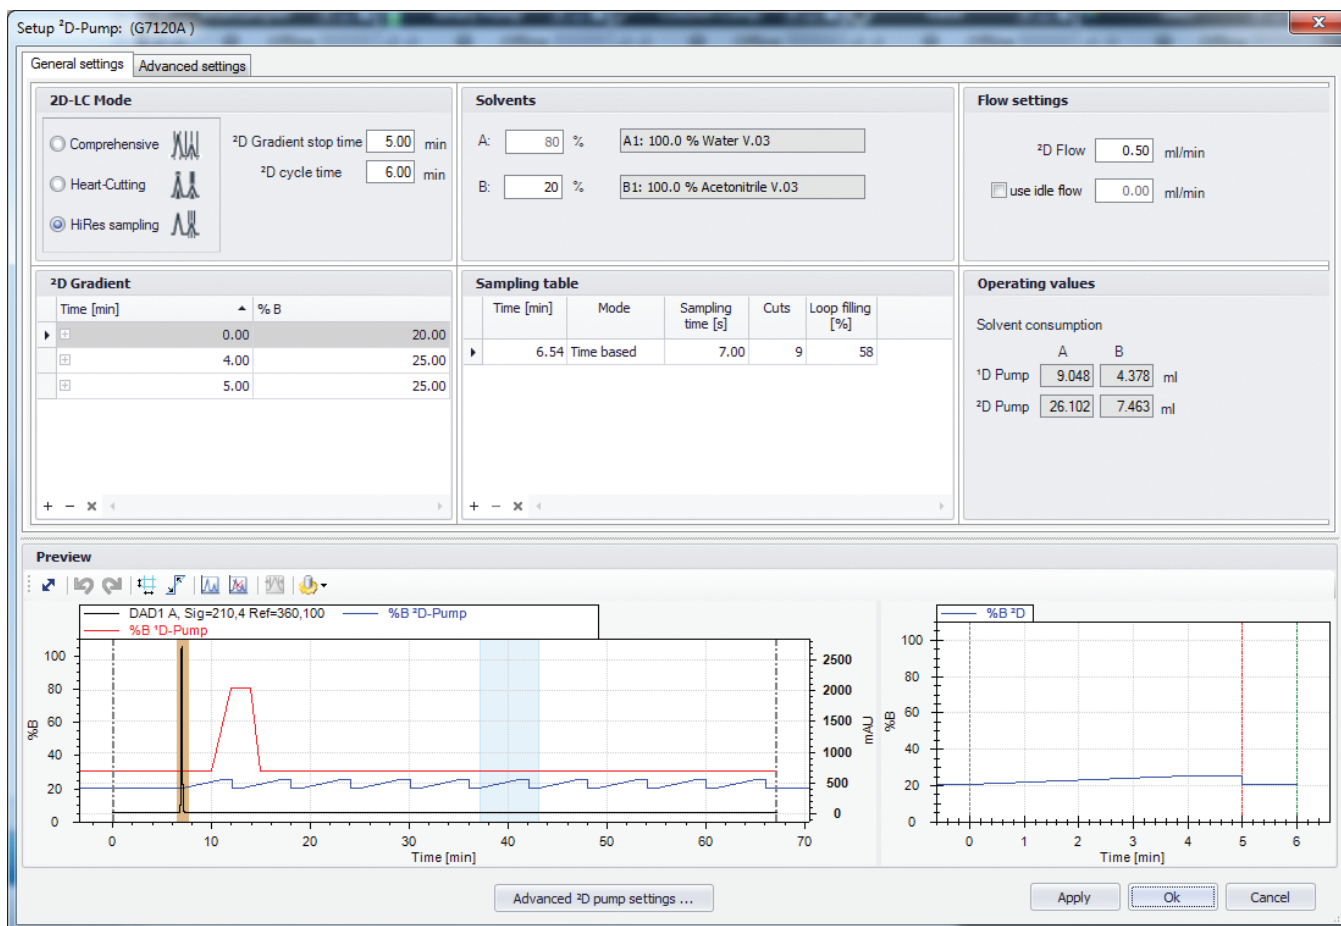 Setup ²D-Pump: (G7120A )
General settings
Advanced settings
2D-LC Mode
Comprehensive
Heart-Cutting
HiRes sampling
²D Gradient stop time 5.00 min
²D cycle time 6.00 min
Solvents
A: 80 % A1: 100.0 % Water V.03
B: 20 % B1: 100.0 % Acetonitrile V.03
Flow settings
²D Flow 0.50 ml/min
use idle flow 0.00 ml/min
²D Gradient
Time [min] % B
0.00 20.00
4.00 25.00
5.00 25.00
Sampling table
Time [min] Mode Sampling time [s] Cuts Loop filling [%]
6.54 Time based 7.00 9 58
Operating values
Solvent consumption
A B
¹D Pump 9.048 4.378 ml
²D Pump 26.102 7.463 ml
Preview
DAD1 A, Sig=210,4 Ref=360,100 %B ²D-Pump
%B ¹D-Pump
100
80
60
40
20
0
%B
2500
2000
1500
1000
500
0
mAU
0 10 20 30 40 50 60 70
Time [min]
%B ²D
100
80
60
40
20
0
%B
0 1 2 3 4 5 6
Time [min]
Advanced ²D pump settings ...
Apply Ok Cancel